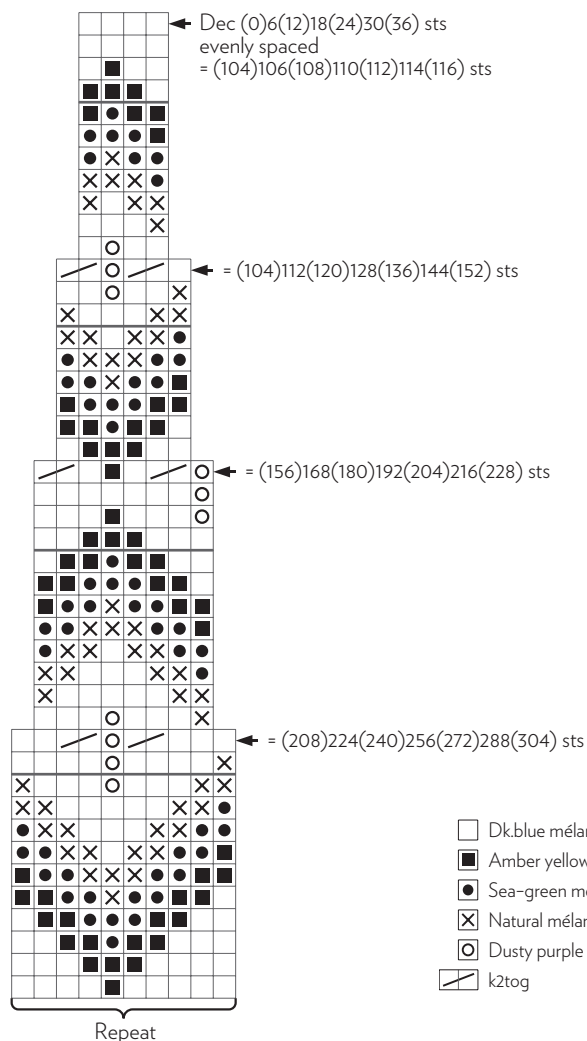 Dec (0)6(12)18(24)30(36) sts
evenly spaced
= (104)106(108)110(112)114(116) sts
= (104)112(120)128(136)144(152) sts
= (156)168(180)192(204)216(228) sts
= (208)224(240)256(272)288(304) sts
Dk.blue mélan
Amber yellow
Sea-green mé
Natural mélan
Dusty purple
k2tog
Repeat